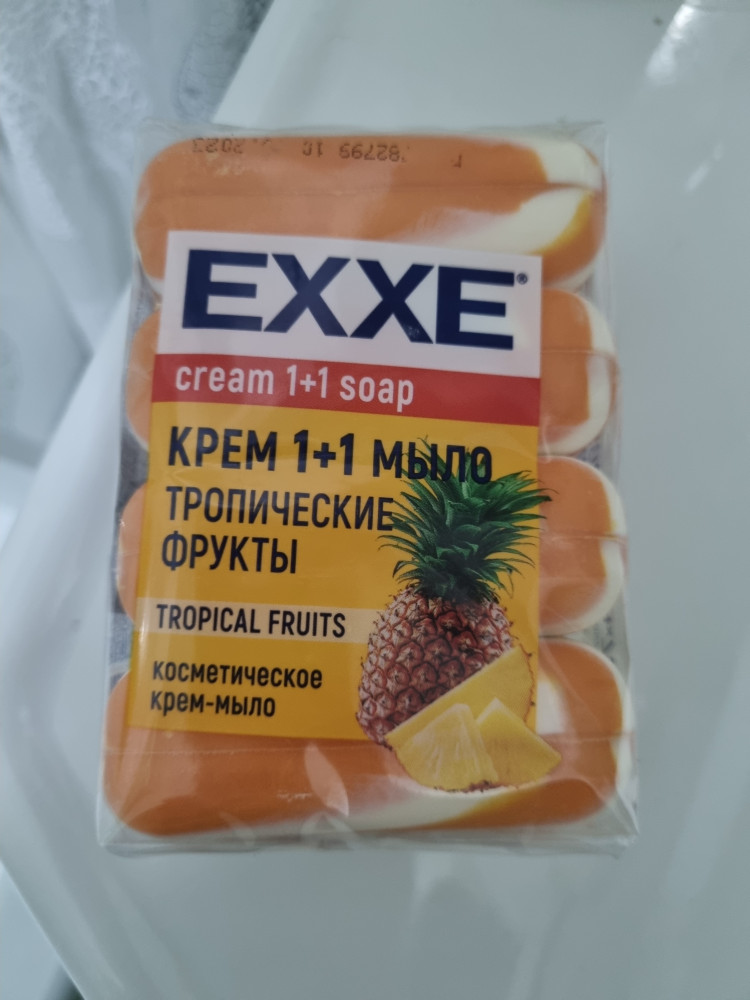 EXXE®
cream 1+1 soap
КРЕМ 1+1 МЫЛО
ТРОПИЧЕСКИЕ
ФРУКТЫ
TROPICAL FRUITS
косметическое
крем-мыло